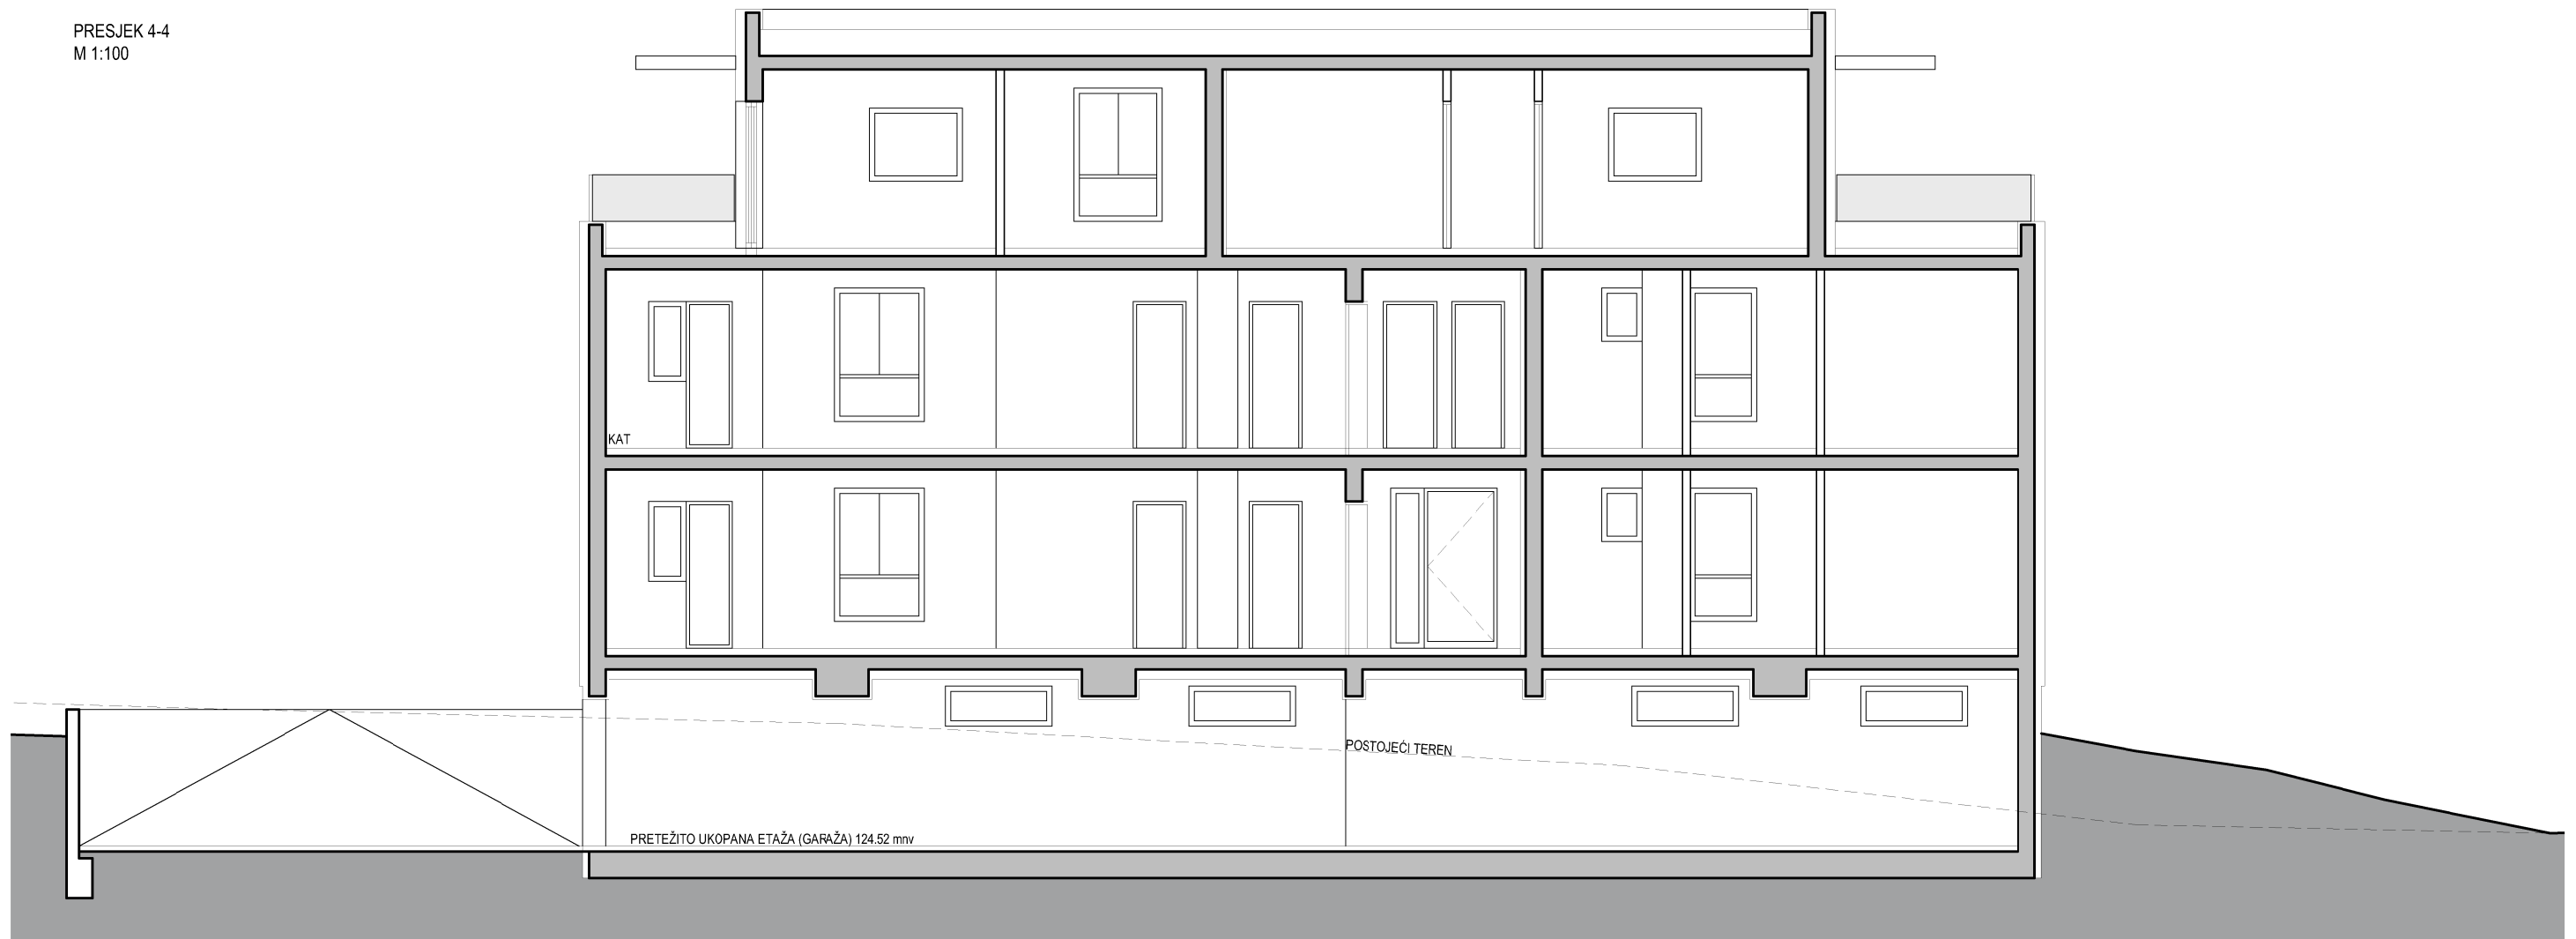 PRESJEK 4-4
M 1:100
KAT
POSTOJEĆI TEREN
PRETEŽITO UKOPANA ETAŽA (GARAŽA) 124.52 mnv